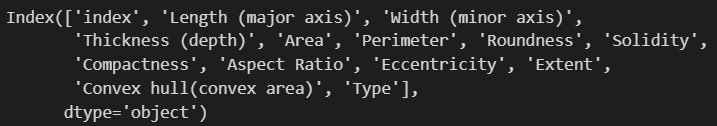 Index(['index', 'Length (major axis)', 'Width (minor axis)',
       'Thickness (depth)', 'Area', 'Perimeter', 'Roundness', 'Solidity',
       'Compactness', 'Aspect Ratio', 'Eccentricity', 'Extent',
       'Convex hull(convex area)', 'Type'],
      dtype='object')